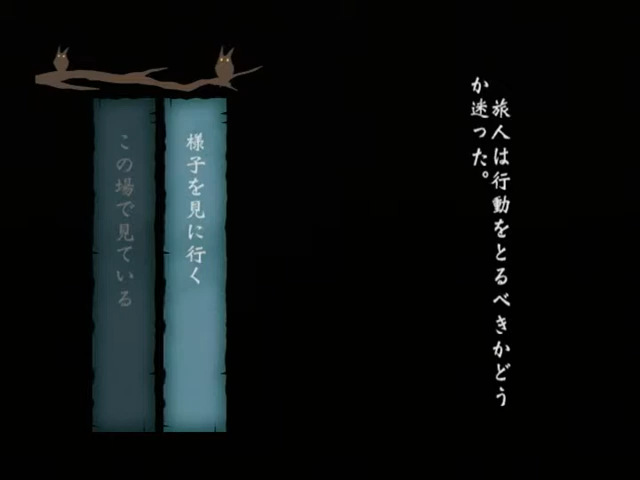 旅人は行動をとるべきかどう
か迷った。
様子を見に行く
この場で見ている